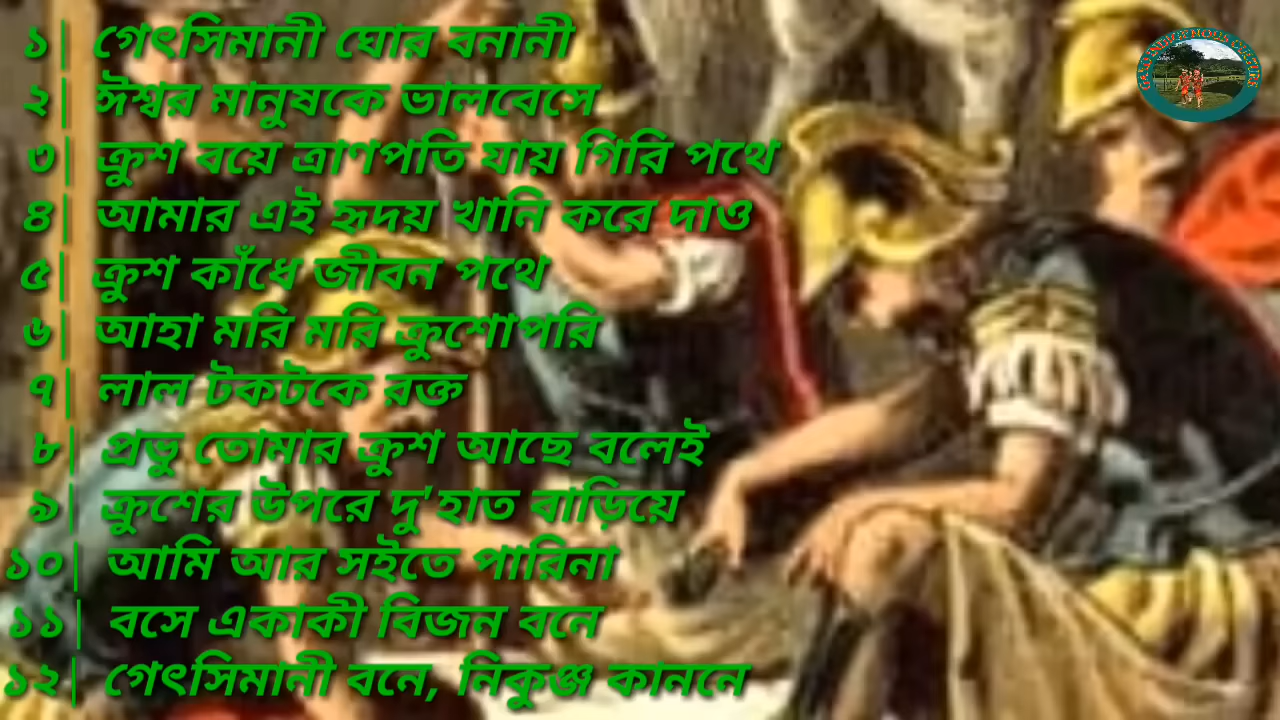 ১| গেৎসিমানী ঘোর বনানী
২| ঈশ্বর মানুষকে ভালবেসে
৩| ক্রুশ বয়ে ত্রাণপতি যায় গিরি পথে
৪| আমার এই হৃদয় খানি করে দাও
৫| ক্রুশ কাঁধে জীবন পথে
৬| আহা মরি মরি ক্রুশোপরি
৭| লাল টকটকে রক্ত
৮| প্রভু তোমার ক্রুশ আছে বলেই
৯| ক্রুশের উপরে দু'হাত বাড়িয়ে
১০| আমি আর সইতে পারিনা
১১| বসে একাকী বিজন বনে
১২| গেৎসিমানী বনে, নিকুঞ্জ কাননে